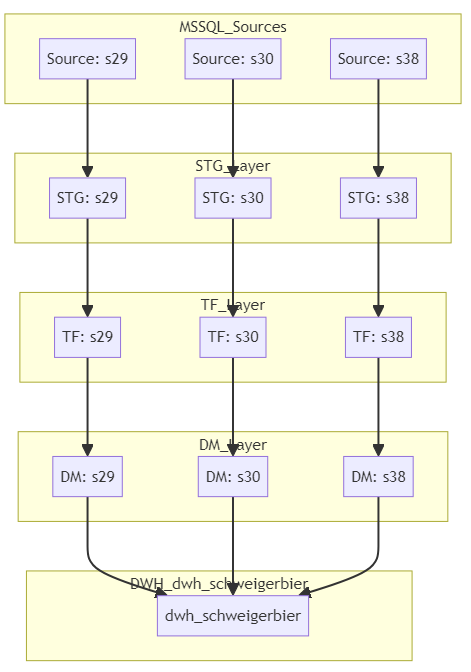 MSSQL_Sources
Source: s29 Source: s30 Source: s38
STG_Layer
STG: s29 STG: s30 STG: s38
TF_Layer
TF: s29 TF: s30 TF: s38
DM_Layer
DM: s29 DM: s30 DM: s38
DWH_dwh_schweigerbier
dwh_schweigerbier